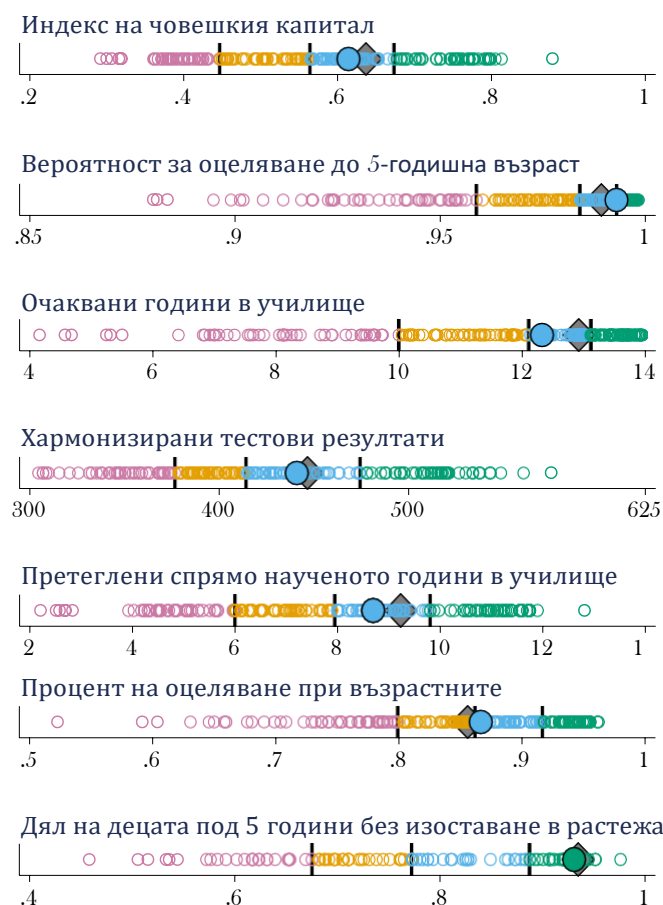 Индекс на човешкия капитал
.2 .4 .6 .8 1
Вероятност за оцеляване до 5-годишна възраст
.85 .9 .95 1
Очаквани години в училище
4 6 8 10 12 14
Хармонизирани тестови резултати
300 400 500 625
Претеглени спрямо наученото години в училище
2 4 6 8 10 12 1
Процент на оцеляване при възрастните
.5 .6 .7 .8 .9 1
Дял на децата под 5 години без изоставане в растежа
.4 .6 .8 1